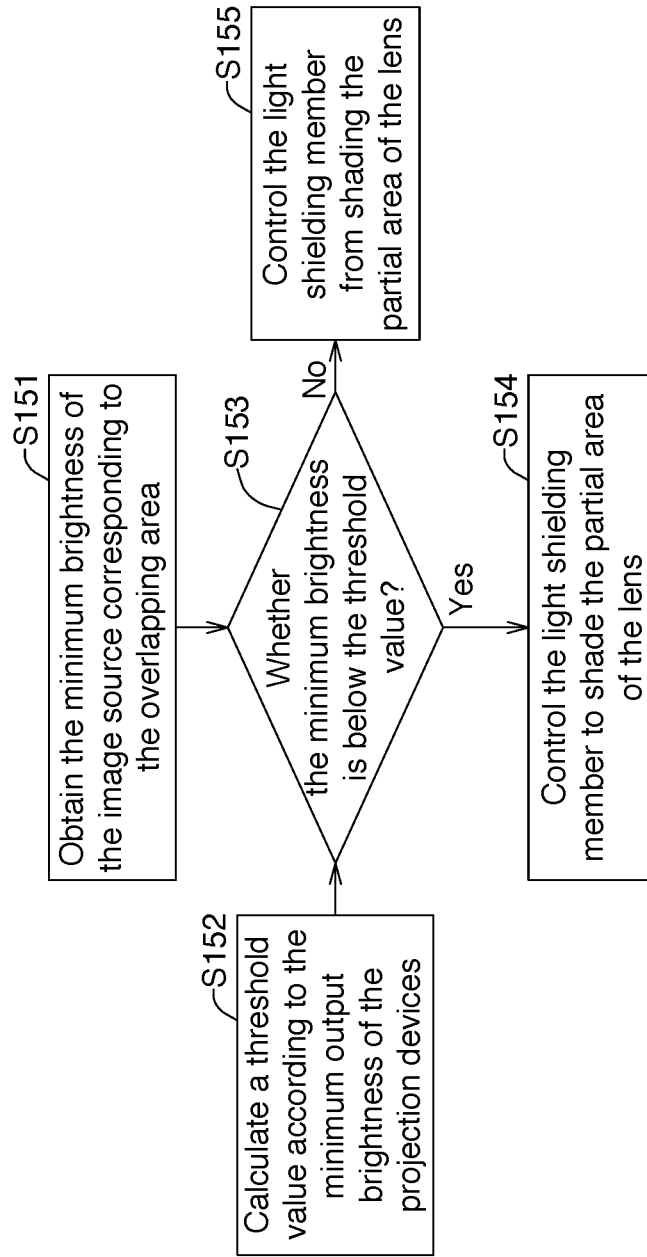 S151
Obtain the minimum brightness of
the image source corresponding to
the overlapping area
S152
Calculate a threshold
value according to the
minimum output
brightness of the
projection devices
S153
Whether
the minimum brightness
is below the threshold
value?
No
Yes
S155
Control the light
shielding member
from shading the
partial area of the lens
S154
Control the light shielding
member to shade the partial area
of the lens